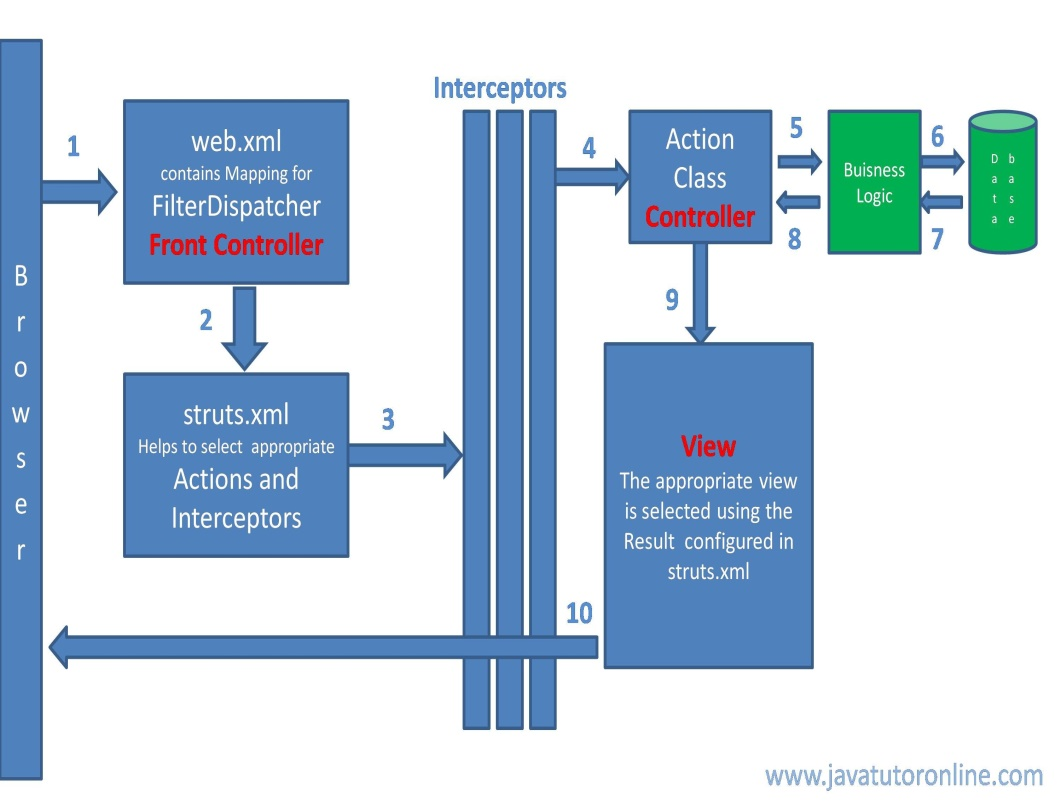 Interceptors
1
web.xml
contains Mapping for
FilterDispatcher
Front Controller
2
struts.xml
Helps to select appropriate
Actions and
Interceptors
3
4
Action
Class
Controller
5
8
Buisness
Logic
6
7
Database
9
View
The appropriate view
is selected using the
Result configured in
struts.xml
10
Browser
www.javatutoronline.com